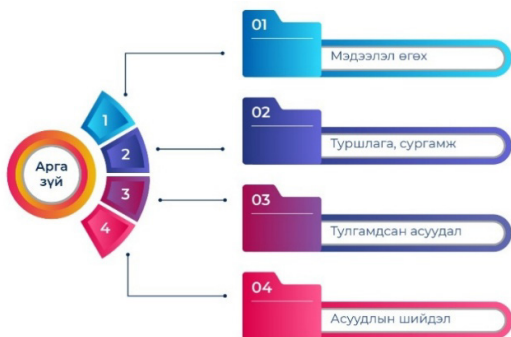 Арга
зүй
1
2
3
4
01
Мэдээлэл өгөх
02
Туршлага, сургамж
03
Тулгамдсан асуудал
04
Асуудлын шийдэл